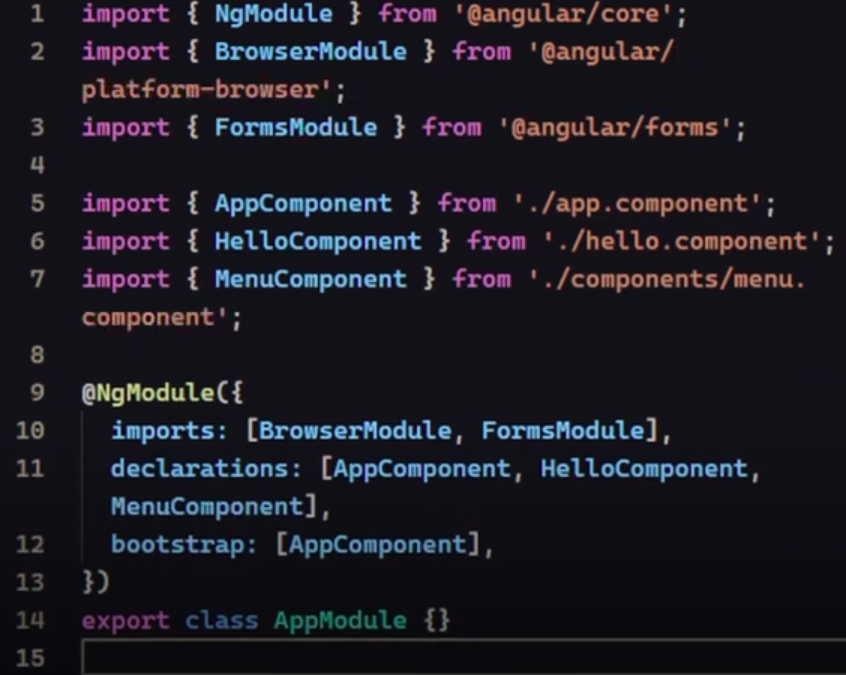 1 import { NgModule } from '@angular/core';
2 import { BrowserModule } from '@angular/
platform-browser';
3 import { FormsModule } from '@angular/forms';
4
5 import { AppComponent } from './app.component';
6 import { HelloComponent } from './hello.component';
7 import { MenuComponent } from './components/menu.
component';
8
9 @NgModule({
10 imports: [BrowserModule, FormsModule],
11 declarations: [AppComponent, HelloComponent,
MenuComponent],
12 bootstrap: [AppComponent],
13 })
14 export class AppModule {}
15